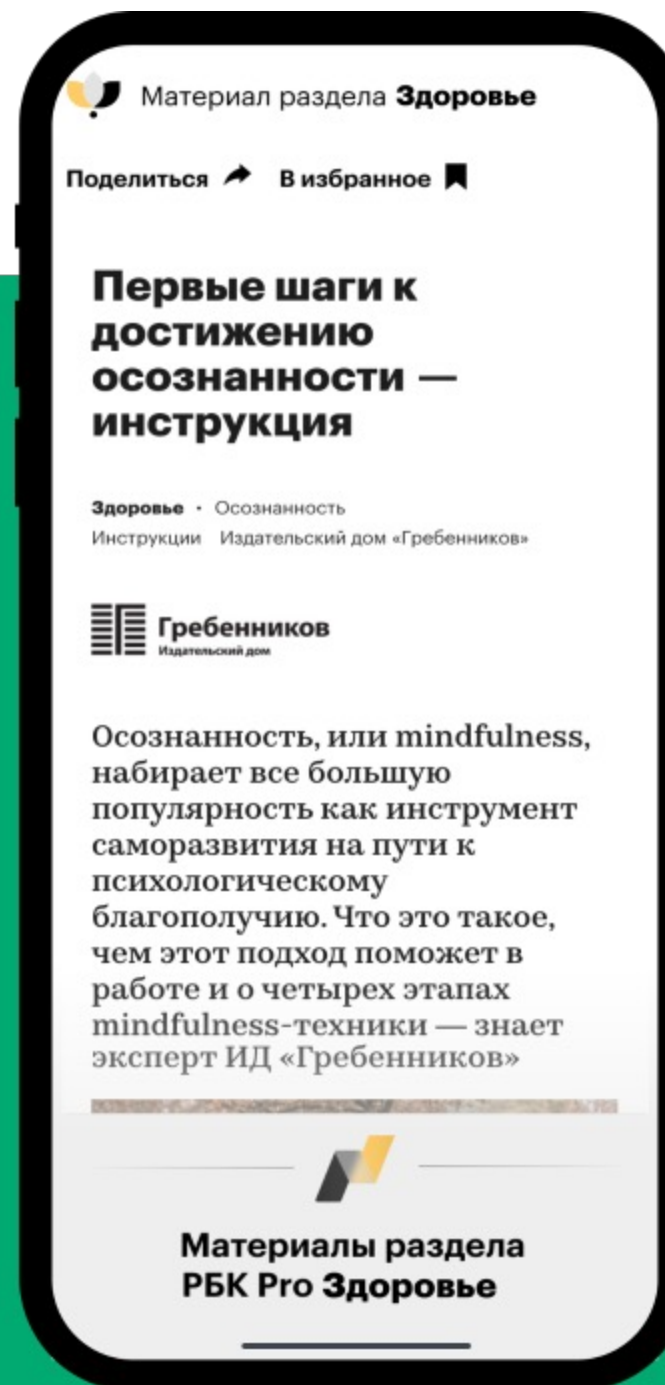 Материал раздела Здоровье
Поделиться В избранное
Первые шаги к
достижению
осознанности —
инструкция
Здоровье · Осознанность
Инструкции Издательский дом «Гребенников»
Гребенников
Издательский дом
Осознанность, или mindfulness,
набирает все большую
популярность как инструмент
саморазвития на пути к
психологическому
благополучию. Что это такое,
чем этот подход поможет в
работе и о четырех этапах
mindfulness-техники — знает
эксперт ИД «Гребенников»
Материалы раздела
РБК Pro Здоровье